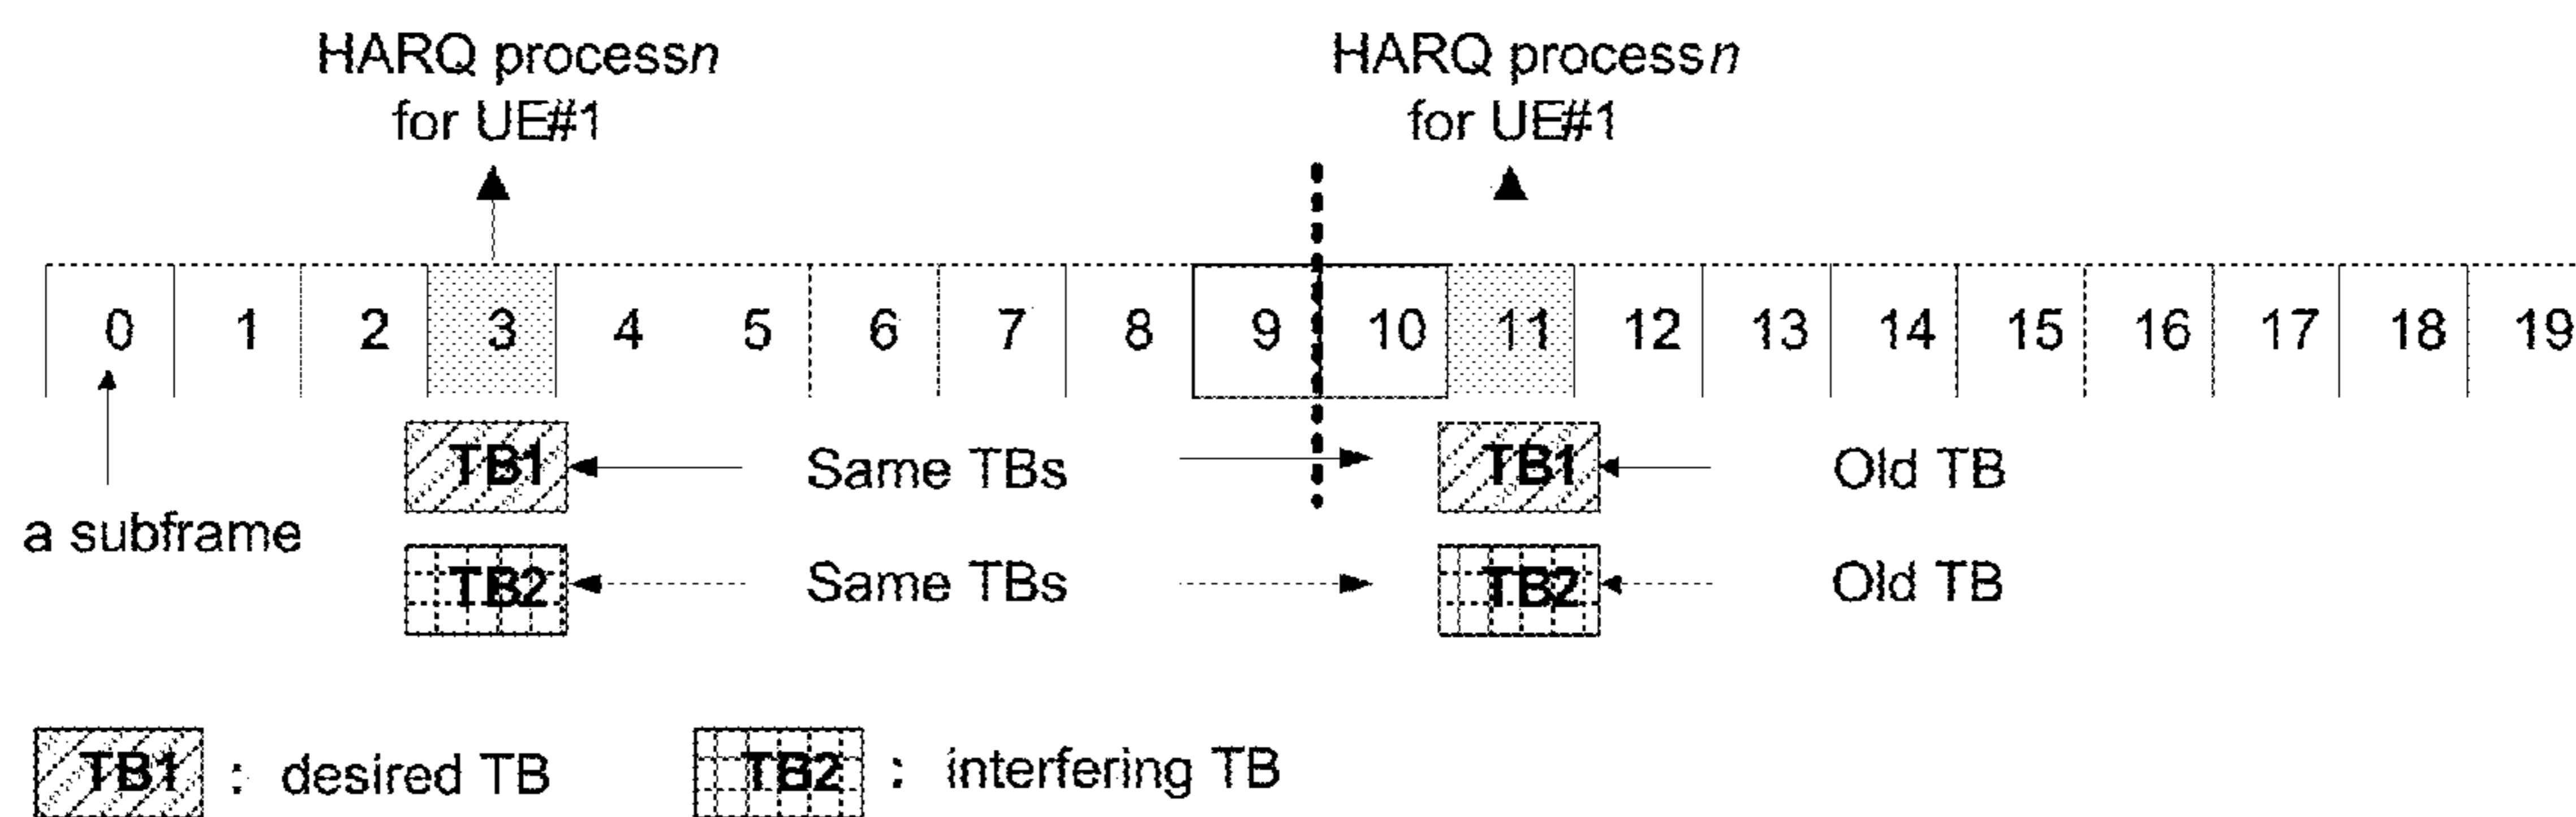 HARQ processn HARQ processn
for UE#1 for UE#1
0 1 2 3 4 5 6 7 8 9 10 11 12 13 14 15 16 17 18 19
TB1 Same TBs TB1 Old TB
a subframe
TB2 Same TBs TB2 Old TB
TB1 : desired TB TB2 : interfering TB